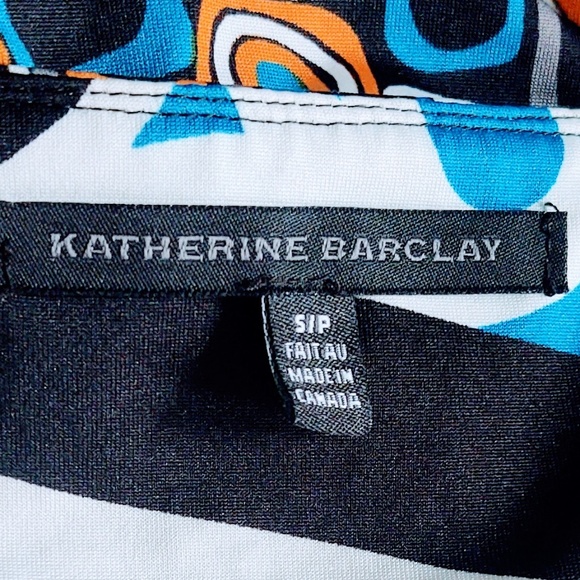 KATHERINE BARCLAY
S/P
FAIT AU
MADE IN
CANADA